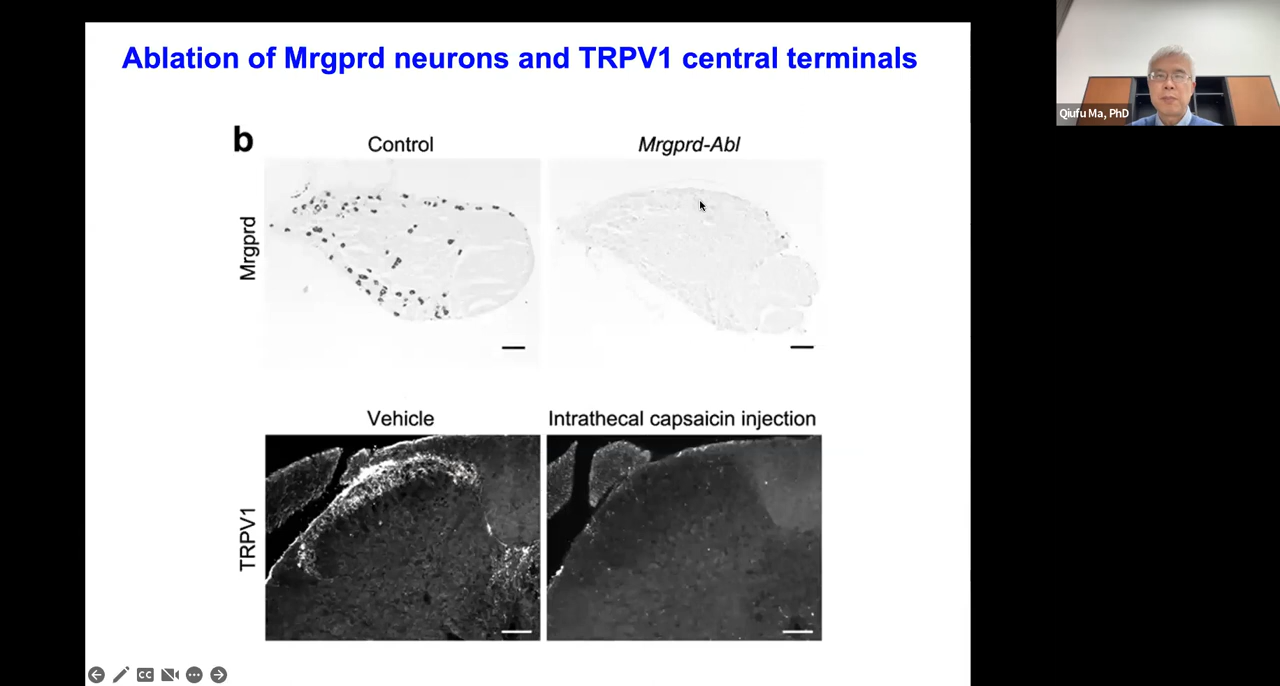 Ablation of Mrgprd neurons and TRPV1 central terminals
Qiufu Ma, PhD
b
Control
Mrgprd-Abl
Mrgprd
Vehicle
Intrathecal capsaicin injection
TRPV1
CC